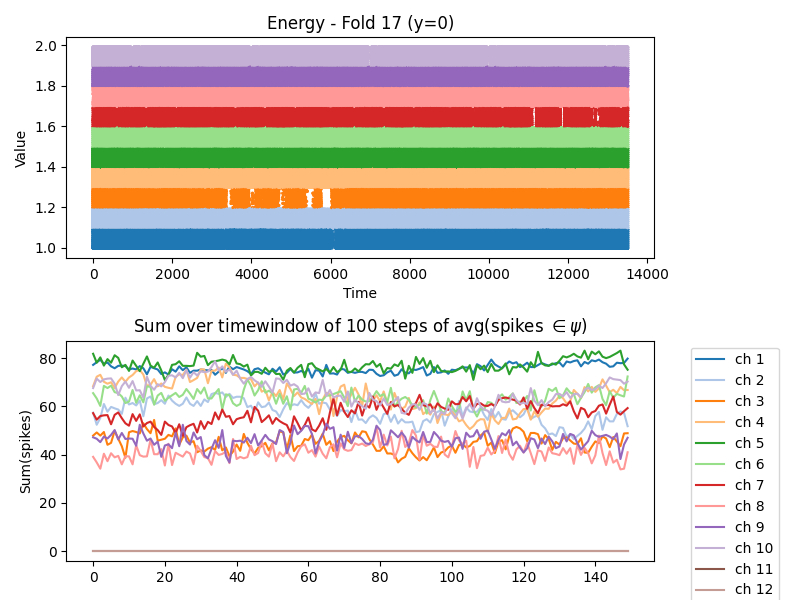 Energy - Fold 17 (y=0)
2.0
1.8
1.6
1.4
1.2
1.0
Value
0 2000 4000 6000 8000 10000 12000 14000
Time
Sum over timewindow of 100 steps of avg(spikes ∈ ψ)
80
60
40
20
0
Sum(spikes)
0 20 40 60 80 100 120 140
ch 1
ch 2
ch 3
ch 4
ch 5
ch 6
ch 7
ch 8
ch 9
ch 10
ch 11
ch 12